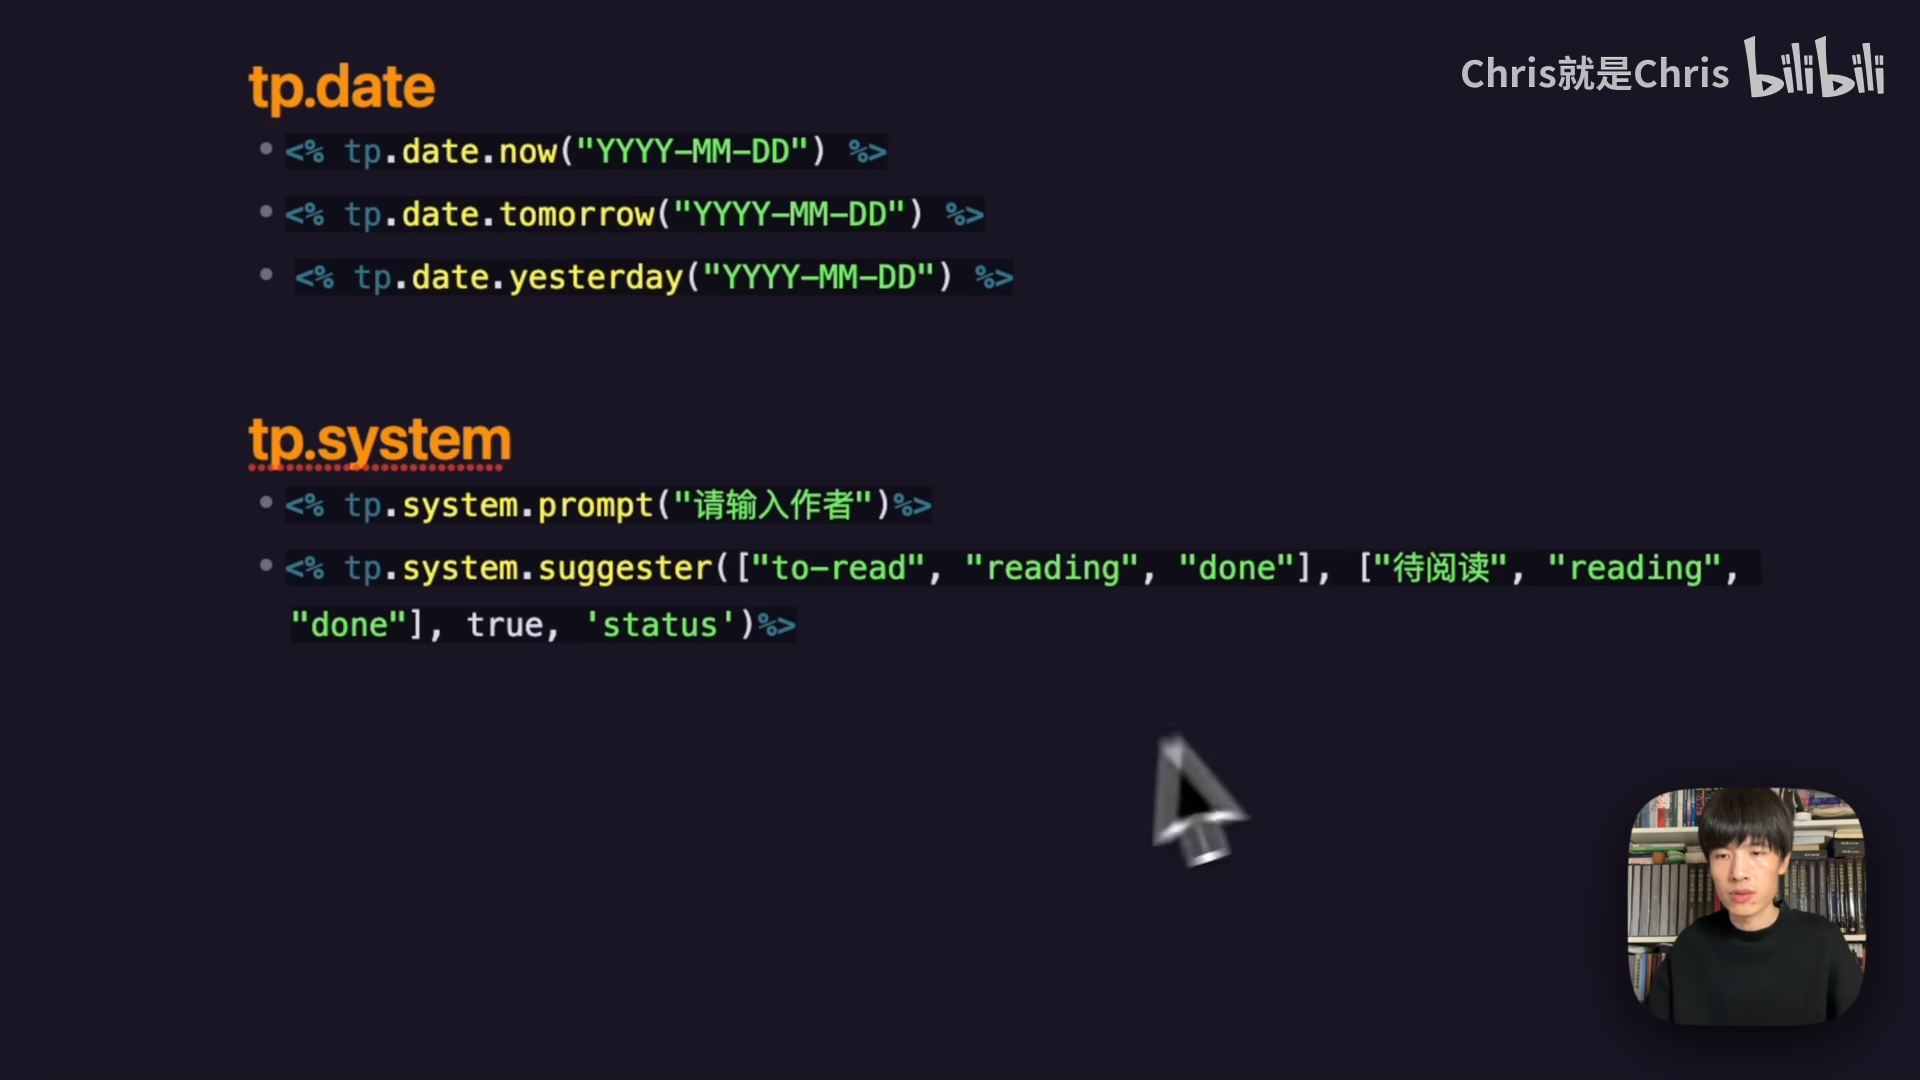 Chris就是Chris bilibili
tp.date
<% tp.date.now("YYYY-MM-DD") %>
<% tp.date.tomorrow("YYYY-MM-DD") %>
<% tp.date.yesterday("YYYY-MM-DD") %>
tp.system
<% tp.system.prompt("请输入作者")%>
<% tp.system.suggester(["to-read", "reading", "done"], ["待阅读", "reading",
"done"], true, 'status')%>